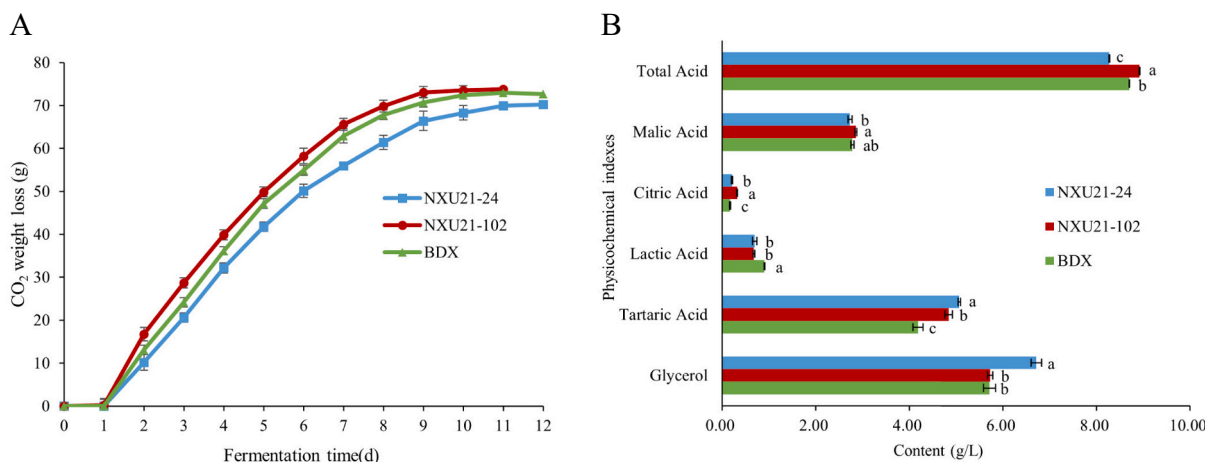 A
80
70
60
50
40
30
20
10
0
CO₂ weight loss (g)
0 1 2 3 4 5 6 7 8 9 10 11 12
Fermentation time(d)
NXU21-24
NXU21-102
BDX
B
Physicochemical indexes
Total Acid
c
a
b
Malic Acid
b
a
ab
Citric Acid
b
a
c
Lactic Acid
b
b
a
Tartaric Acid
a
b
c
Glycerol
a
b
b
0.00 2.00 4.00 6.00 8.00 10.00
Content (g/L)
NXU21-24
NXU21-102
BDX